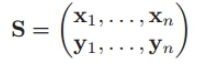 S = ( x₁, . . . , xₙ
y₁, . . . , yₙ )